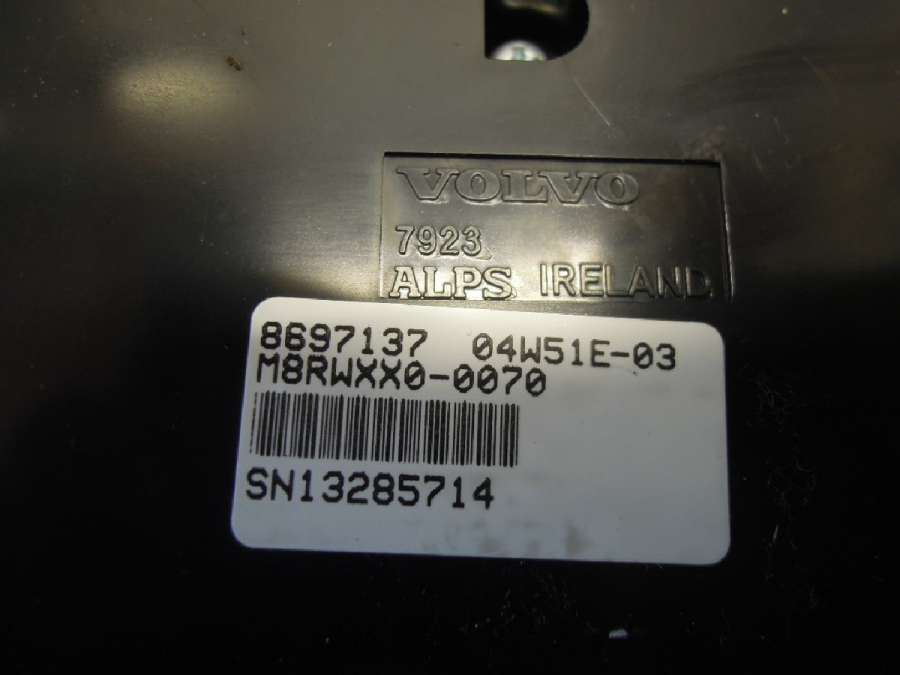 VOLVO
7923
ALPS IRELAND
8697137 04W51E-03
M8RWXX0-0070
SN13285714